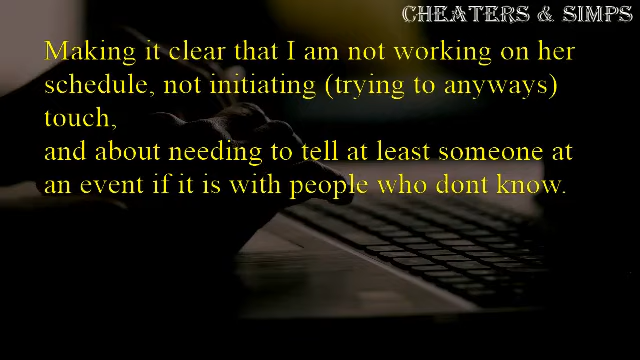 CHEATERS & SIMPS
Making it clear that I am not working on her
schedule, not initiating (trying to anyways)
touch,
and about needing to tell at least someone at
an event if it is with people who dont know.